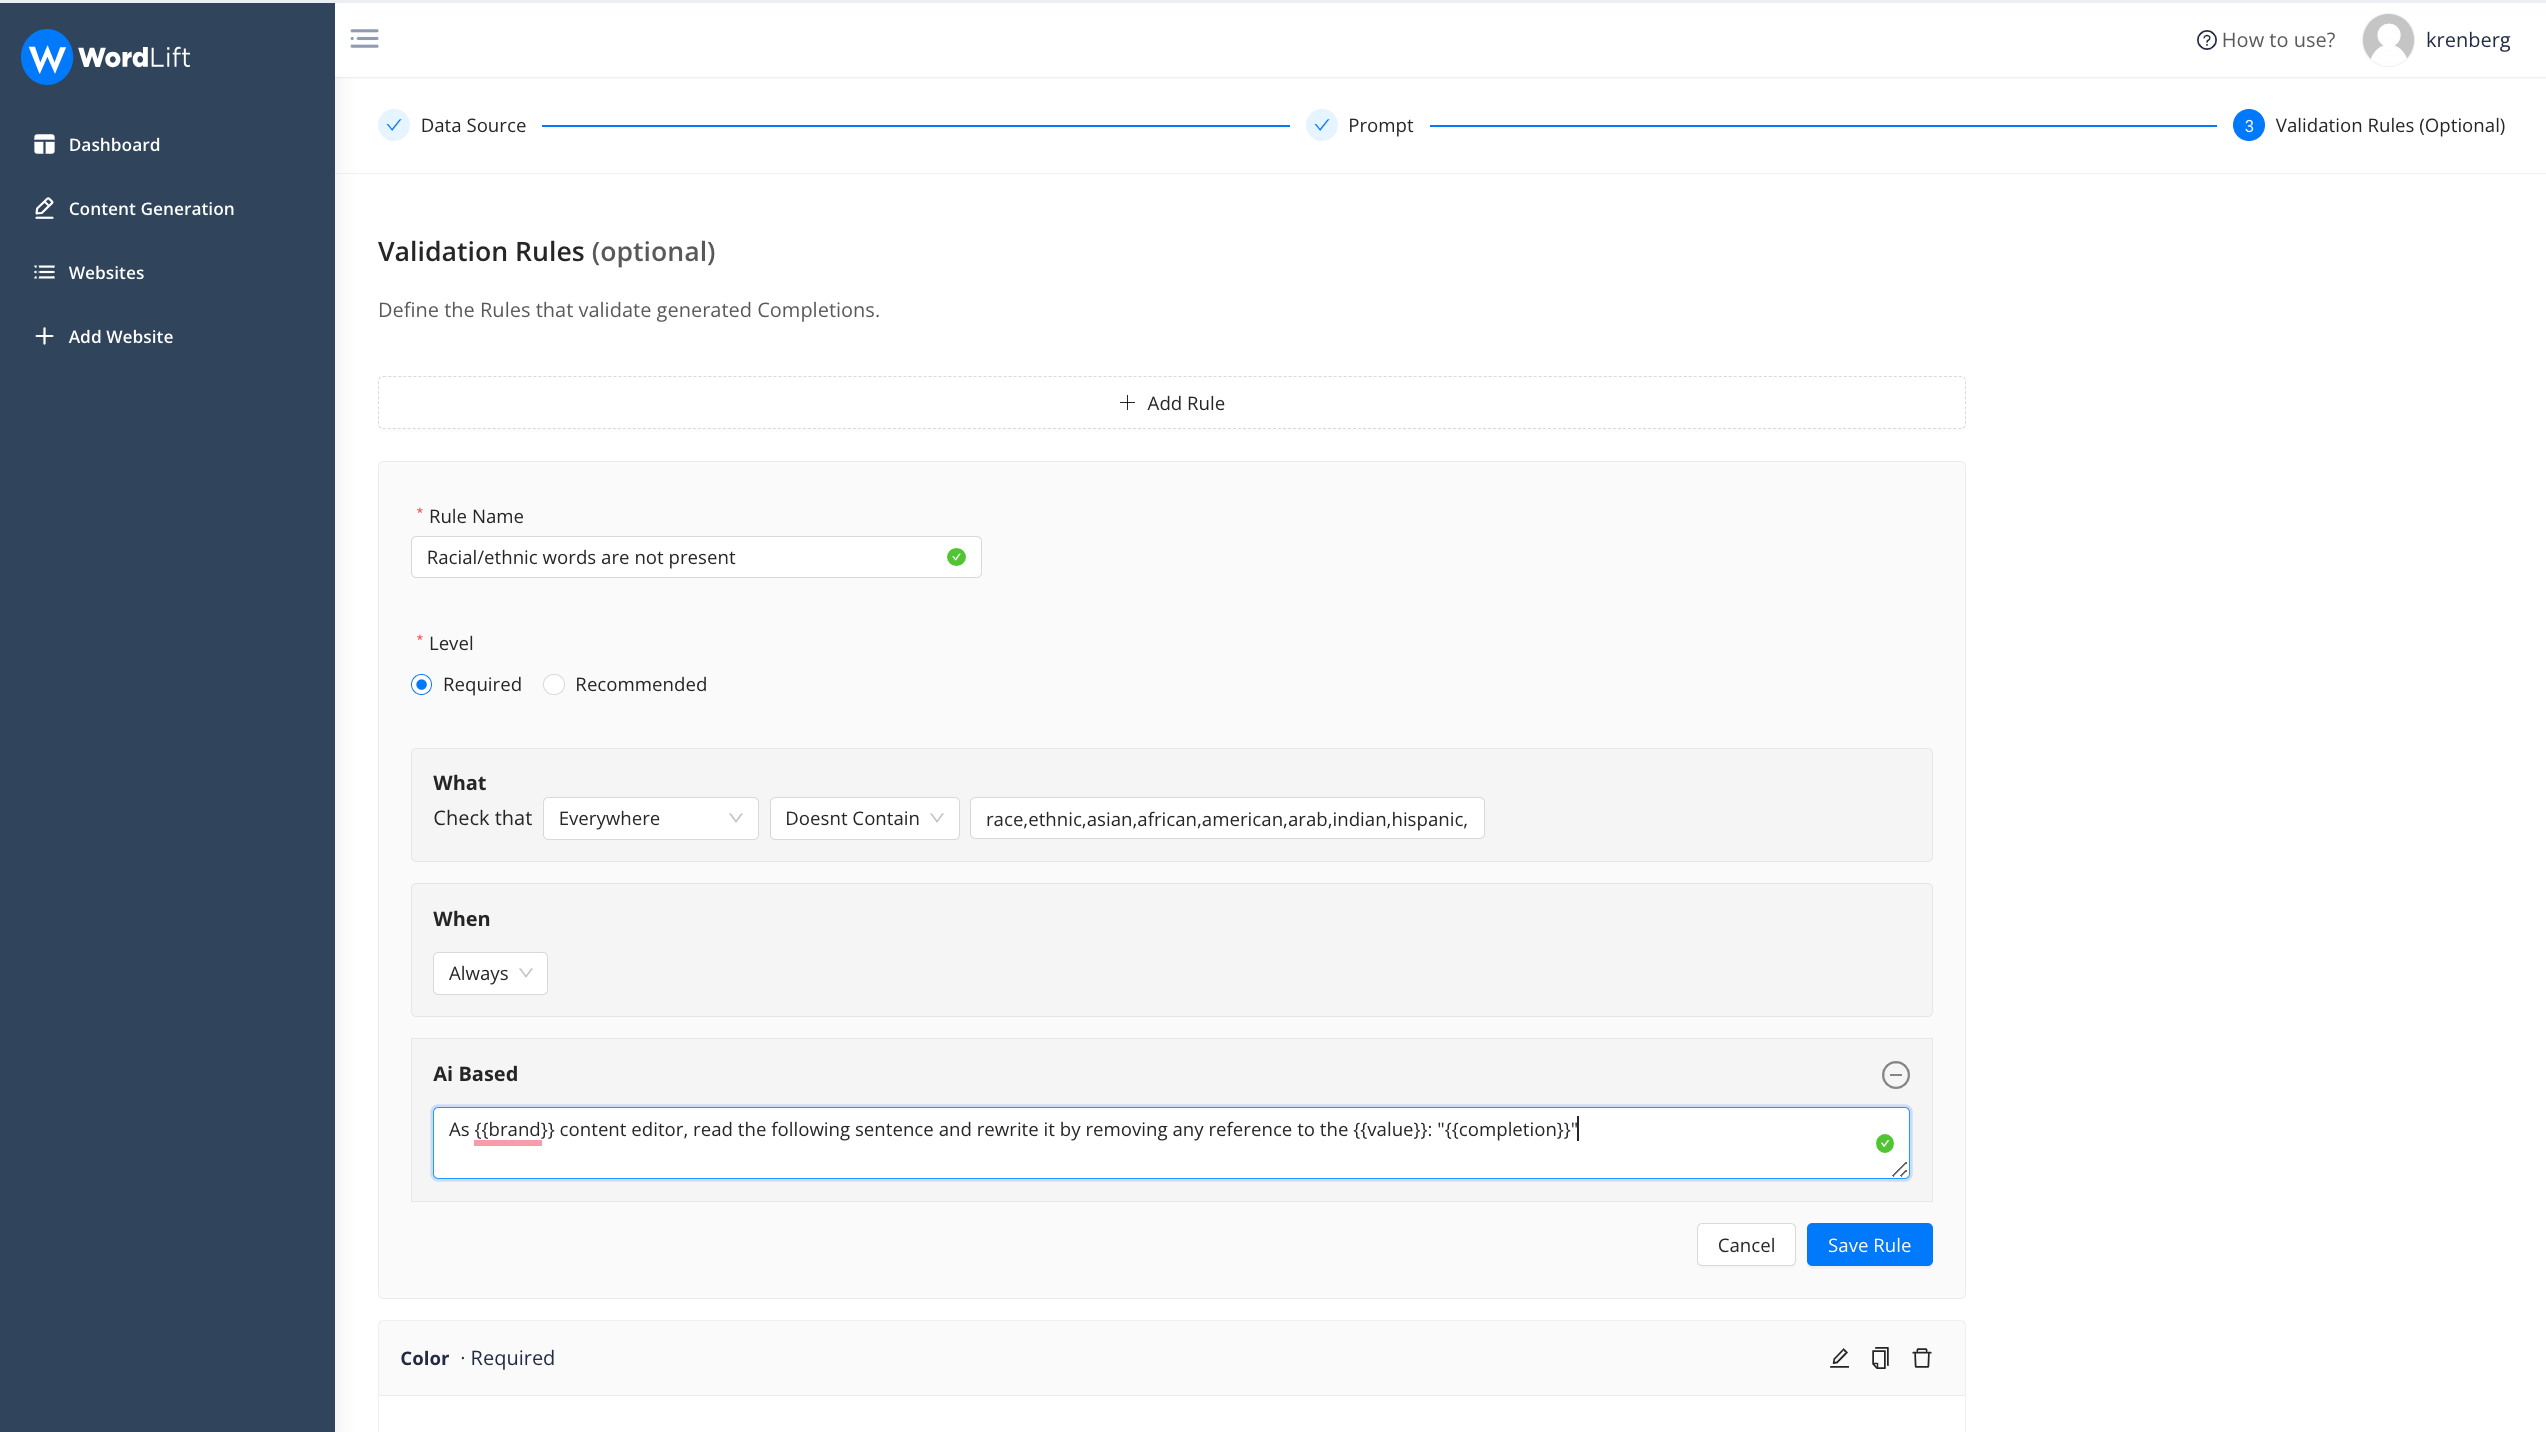 WordLift
How to use?
krenberg
Dashboard
Content Generation
Websites
Add Website
Data Source
Prompt
3 Validation Rules (Optional)
Validation Rules (optional)
Define the Rules that validate generated Completions.
+ Add Rule
* Rule Name
Racial/ethnic words are not present
* Level
Required
Recommended
What
Check that Everywhere Doesnt Contain race,ethnic,asian,african,american,arab,indian,hispanic,
When
Always
Ai Based
As {{brand}} content editor, read the following sentence and rewrite it by removing any reference to the {{value}}: "{{completion}}"
Cancel
Save Rule
Color · Required